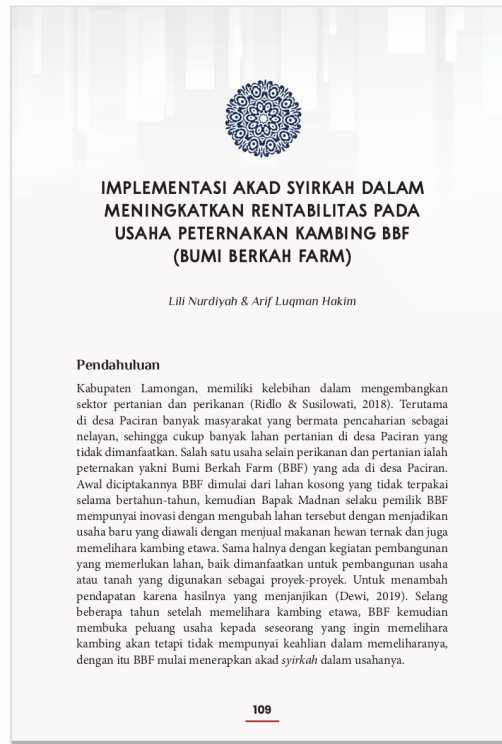 IMPLEMENTASI AKAD SYIRKAH DALAM
MENINGKATKAN RENTABILITAS PADA
USAHA PETERNAKAN KAMBING BBF
(BUMI BERKAH FARM)
Lili Nurdiyah & Arif Luqman Hakim
Pendahuluan
Kabupaten Lamongan, memiliki kelebihan dalam mengembangkan
sektor pertanian dan perikanan (Ridlo & Susilowati, 2018). Terutama
di desa Paciran banyak masyarakat yang bermata pencaharian sebagai
nelayan, sehingga cukup banyak lahan pertanian di desa Paciran yang
tidak dimanfaatkan. Salah satu usaha selain perikanan dan pertanian ialah
peternakan yakni Bumi Berkah Farm (BBF) yang ada di desa Paciran.
Awal diciptakannya BBF dimulai dari lahan kosong yang tidak terpakai
selama bertahun-tahun, kemudian Bapak Madnan selaku pemilik BBF
mempunyai inovasi dengan mengubah lahan tersebut dengan menjadikan
usaha baru yang diawali dengan menjual makanan hewan ternak dan juga
memelihara kambing etawa. Sama halnya dengan kegiatan pembangunan
yang memerlukan lahan, baik dimanfaatkan untuk pembangunan usaha
atau tanah yang digunakan sebagai proyek-proyek. Untuk menambah
pendapatan karena hasilnya yang menjanjikan (Dewi, 2019). Selang
beberapa tahun setelah memelihara kambing etawa, BBF kemudian
membuka peluang usaha kepada seseorang yang ingin memelihara
kambing akan tetapi tidak mempunyai keahlian dalam memeliharanya,
dengan itu BBF mulai menerapkan akad syirkah dalam usahanya.
109